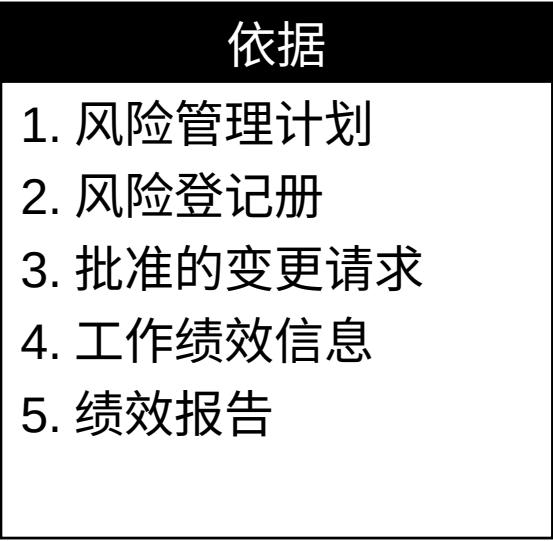 依据
1. 风险管理计划
2. 风险登记册
3. 批准的变更请求
4. 工作绩效信息
5. 绩效报告